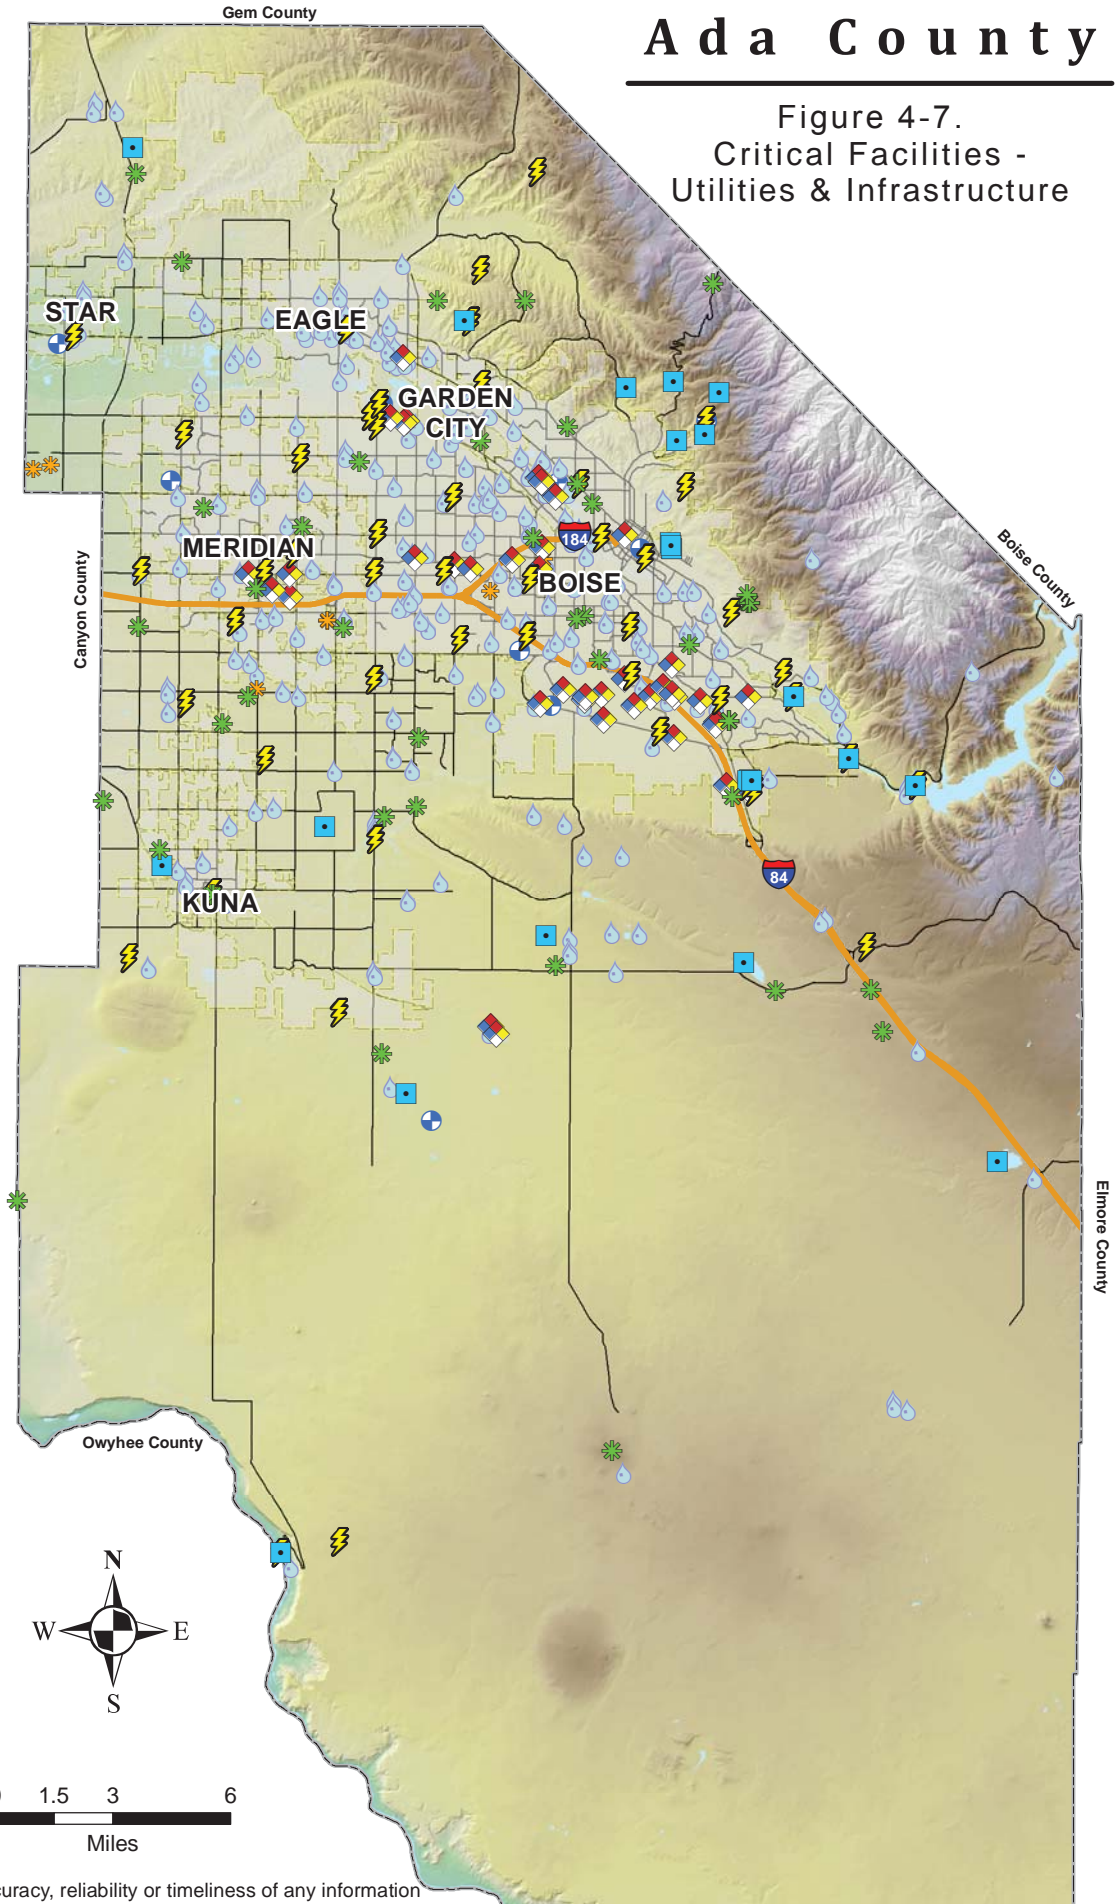 Gem County
Ada County
Figure 4-7.
Critical Facilities -
Utilities & Infrastructure
STAR
EAGLE
GARDEN
CITY
184
MERIDIAN
BOISE
Boise County
Canyon County
84
KUNA
Elmore County
Owyhee County
N
W E
S
1.5 3 6
Miles
curacy, reliability or timeliness of any information